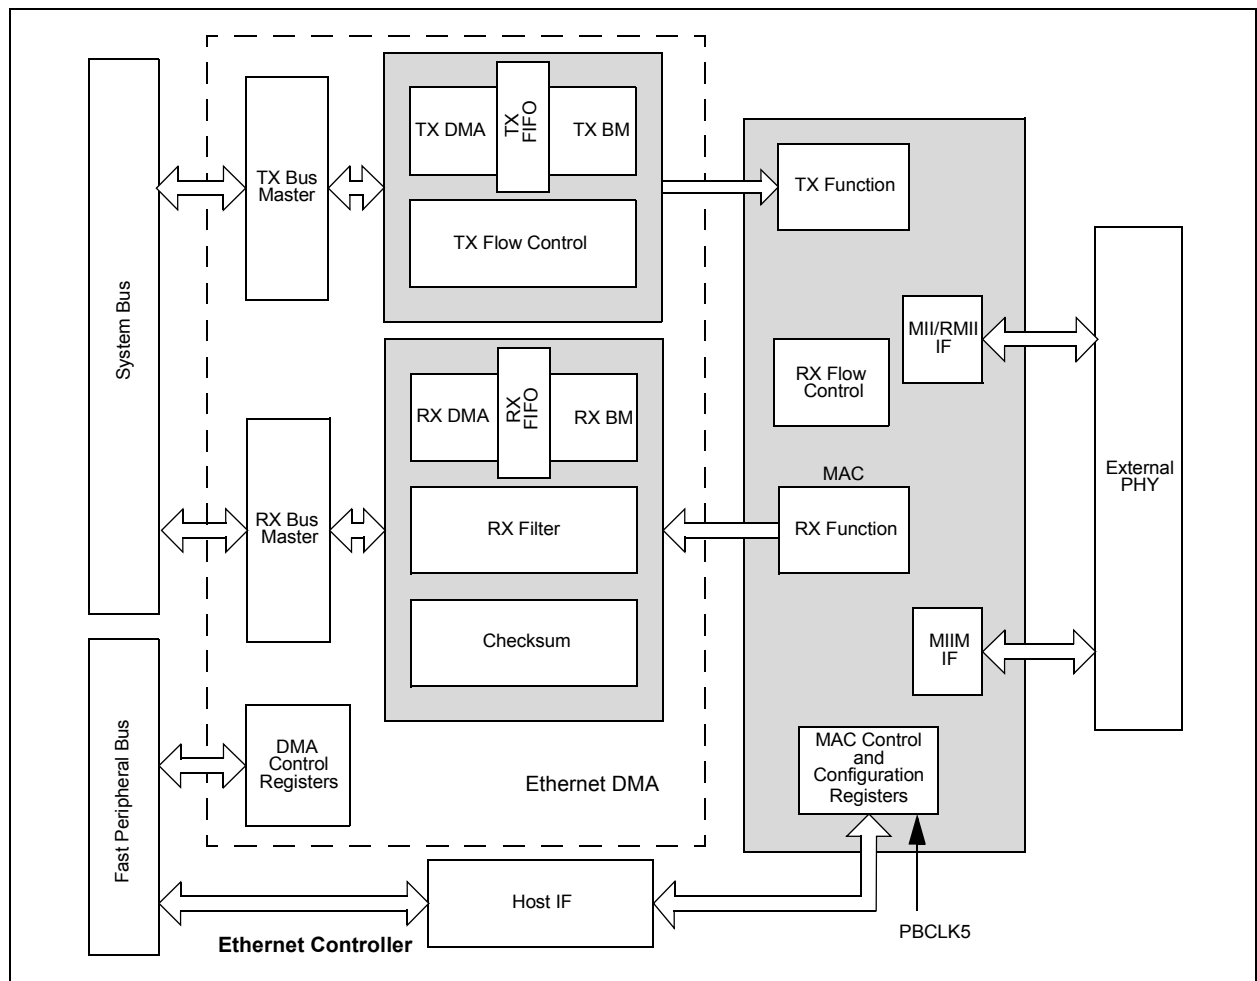 System Bus
Fast Peripheral Bus
TX Bus
Master
RX Bus
Master
DMA
Control
Registers
TX DMA
TX
FIFO
TX BM
TX Flow Control
RX DMA
RX
FIFO
RX BM
RX Filter
Checksum
Ethernet DMA
TX Function
MII/RMII
IF
RX Flow
Control
MAC
RX Function
MIIM
IF
MAC Control
and
Configuration
Registers
External
PHY
Host IF
PBCLK5
Ethernet Controller